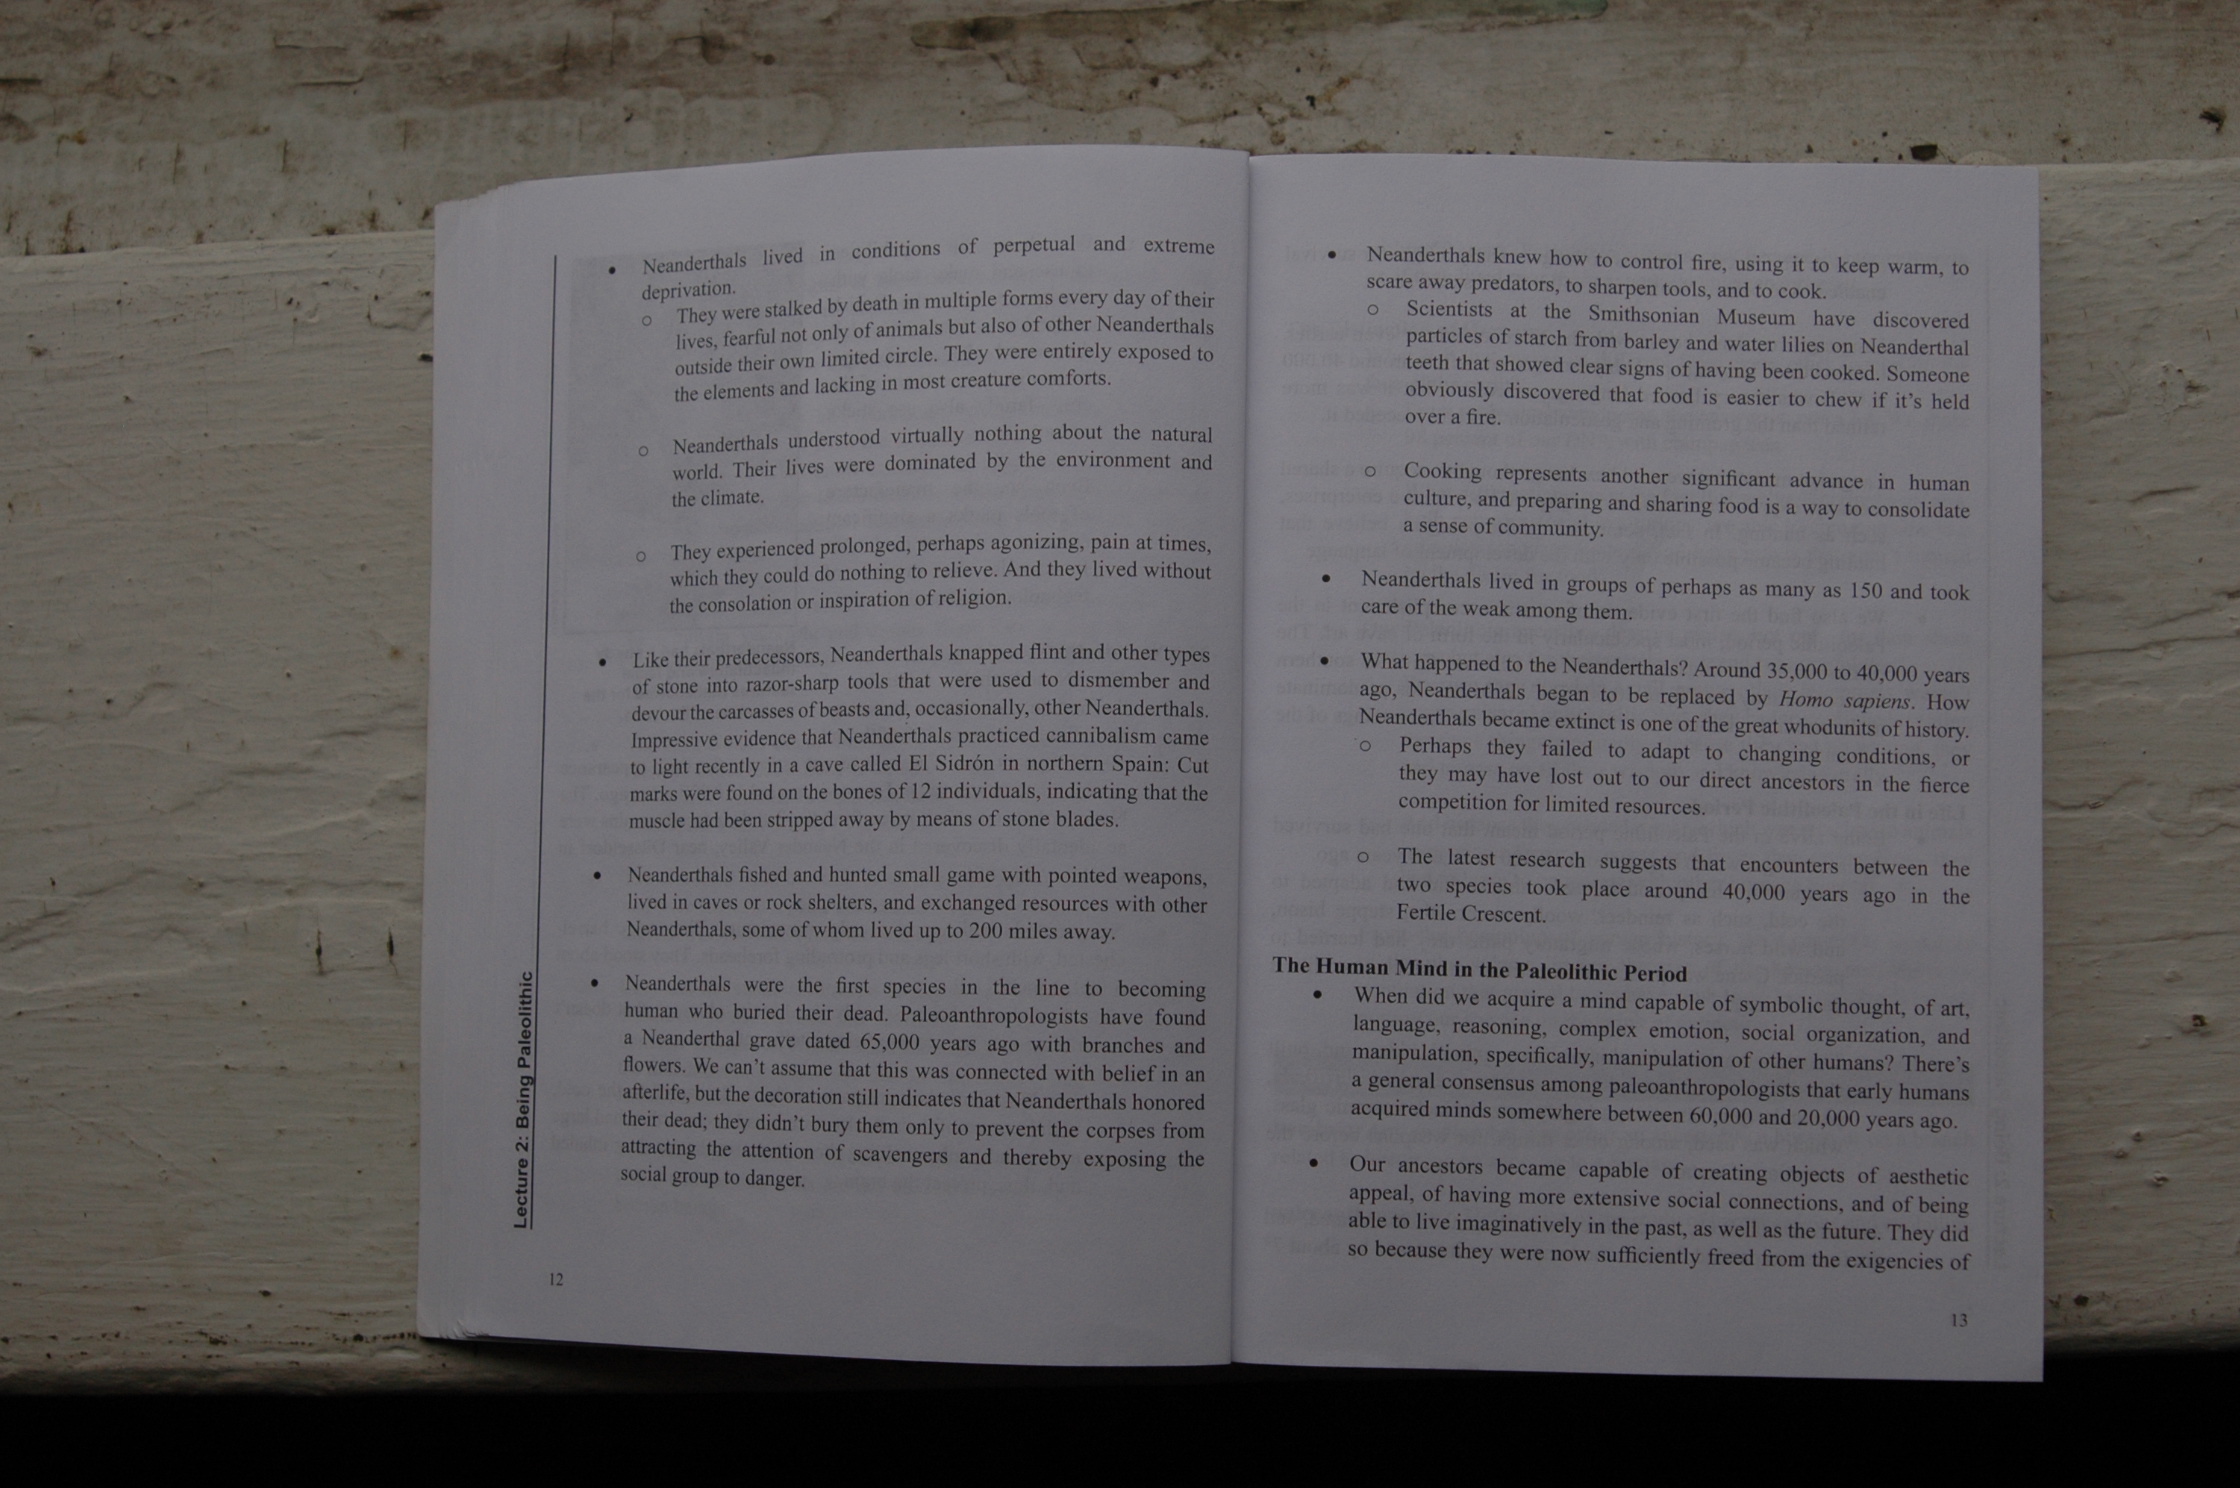 • Neanderthals lived in conditions of perpetual and extreme
deprivation.
o They were stalked by death in multiple forms every day of their
lives, fearful not only of animals but also of other Neanderthals
outside their own limited circle. They were entirely exposed to
the elements and lacking in most creature comforts.
o Neanderthals understood virtually nothing about the natural
world. Their lives were dominated by the environment and
the climate.
o They experienced prolonged, perhaps agonizing, pain at times,
which they could do nothing to relieve. And they lived without
the consolation or inspiration of religion.
• Like their predecessors, Neanderthals knapped flint and other types
of stone into razor-sharp tools that were used to dismember and
devour the carcasses of beasts and, occasionally, other Neanderthals.
Impressive evidence that Neanderthals practiced cannibalism came
to light recently in a cave called El Sidrón in northern Spain: Cut
marks were found on the bones of 12 individuals, indicating that the
muscle had been stripped away by means of stone blades.
• Neanderthals fished and hunted small game with pointed weapons,
lived in caves or rock shelters, and exchanged resources with other
Neanderthals, some of whom lived up to 200 miles away.
• Neanderthals were the first species in the line to becoming
human who buried their dead. Paleoanthropologists have found
a Neanderthal grave dated 65,000 years ago with branches and
flowers. We can't assume that this was connected with belief in an
afterlife, but the decoration still indicates that Neanderthals honored
their dead; they didn't bury them only to prevent the corpses from
attracting the attention of scavengers and thereby exposing the
social group to danger.
Lecture 2: Being Paleolithic
12
• Neanderthals knew how to control fire, using it to keep warm, to
scare away predators, to sharpen tools, and to cook.
o Scientists at the Smithsonian Museum have discovered
particles of starch from barley and water lilies on Neanderthal
teeth that showed clear signs of having been cooked. Someone
obviously discovered that food is easier to chew if it's held
over a fire.
o Cooking represents another significant advance in human
culture, and preparing and sharing food is a way to consolidate
a sense of community.
• Neanderthals lived in groups of perhaps as many as 150 and took
care of the weak among them.
• What happened to the Neanderthals? Around 35,000 to 40,000 years
ago, Neanderthals began to be replaced by Homo sapiens. How
Neanderthals became extinct is one of the great whodunits of history.
o Perhaps they failed to adapt to changing conditions, or
they may have lost out to our direct ancestors in the fierce
competition for limited resources.
o The latest research suggests that encounters between the
two species took place around 40,000 years ago in the
Fertile Crescent.
The Human Mind in the Paleolithic Period
• When did we acquire a mind capable of symbolic thought, of art,
language, reasoning, complex emotion, social organization, and
manipulation, specifically, manipulation of other humans? There's
a general consensus among paleoanthropologists that early humans
acquired minds somewhere between 60,000 and 20,000 years ago.
• Our ancestors became capable of creating objects of aesthetic
appeal, of having more extensive social connections, and of being
able to live imaginatively in the past, as well as the future. They did
so because they were now sufficiently freed from the exigencies of
13